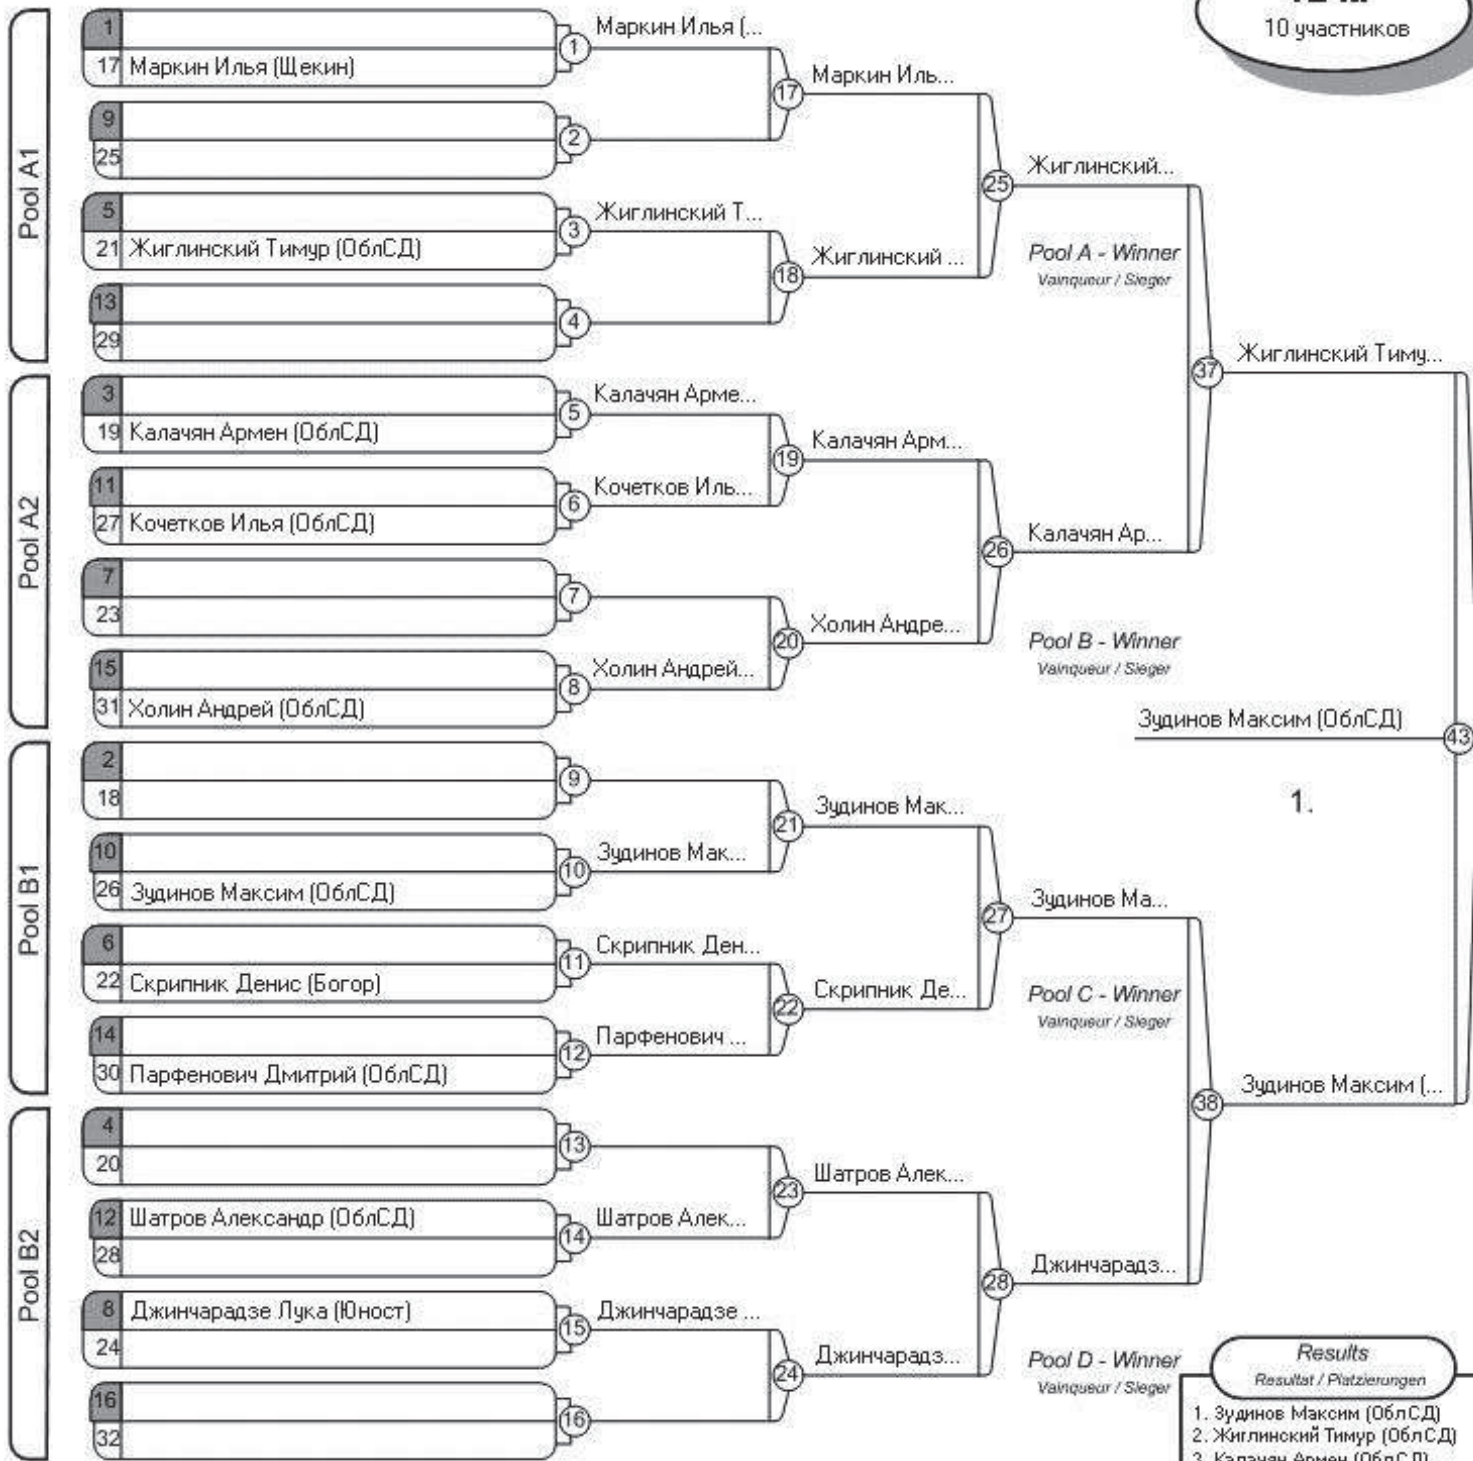 10 участников
Pool A1
1
17 Маркин Илья (Щекин)
9
25
5
21 Жиглинский Тимур (ОблСД)
13
29
Pool A2
3
19 Калачян Армен (ОблСД)
11
27 Кочетков Илья (ОблСД)
7
23
15
31 Холин Андрей (ОблСД)
Pool B1
2
18
10
26 Зудинов Максим (ОблСД)
6
22 Скрипник Денис (Богор)
14
30 Парфенович Дмитрий (ОблСД)
Pool B2
4
20
12 Шатров Александр (ОблСД)
28
8 Джинчарадзе Лука (Юност)
24
16
32
1
Маркин Илья (...
2
3
Жиглинский Т...
4
5
Калачян Арме...
6
Кочетков Иль...
7
8
Холин Андрей...
9
10
Зудинов Мак...
11
Скрипник Ден...
12
Парфенович ...
13
14
Шатров Алек...
15
Джинчарадзе ...
16
17
Маркин Иль...
18
Жиглинский ...
19
Калачян Арм...
20
Холин Андре...
21
Зудинов Мак...
22
Скрипник Де...
23
Шатров Алек...
24
Джинчарадз...
25
Жиглинский...
Pool A - Winner
Vainqueur / Sieger
26
Калачян Ар...
Pool B - Winner
Vainqueur / Sieger
27
Зудинов Ма...
Pool C - Winner
Vainqueur / Sieger
28
Джинчарадз...
Pool D - Winner
Vainqueur / Sieger
37
Жиглинский Тиму...
38
Зудинов Максим (...
Зудинов Максим (ОблСД)
43
1.
Results
Resultat / Platzierungen
1. Зудинов Максим (ОблСД)
2. Жиглинский Тимур (ОблСД)
3. Калачян Армен (ОблСД)